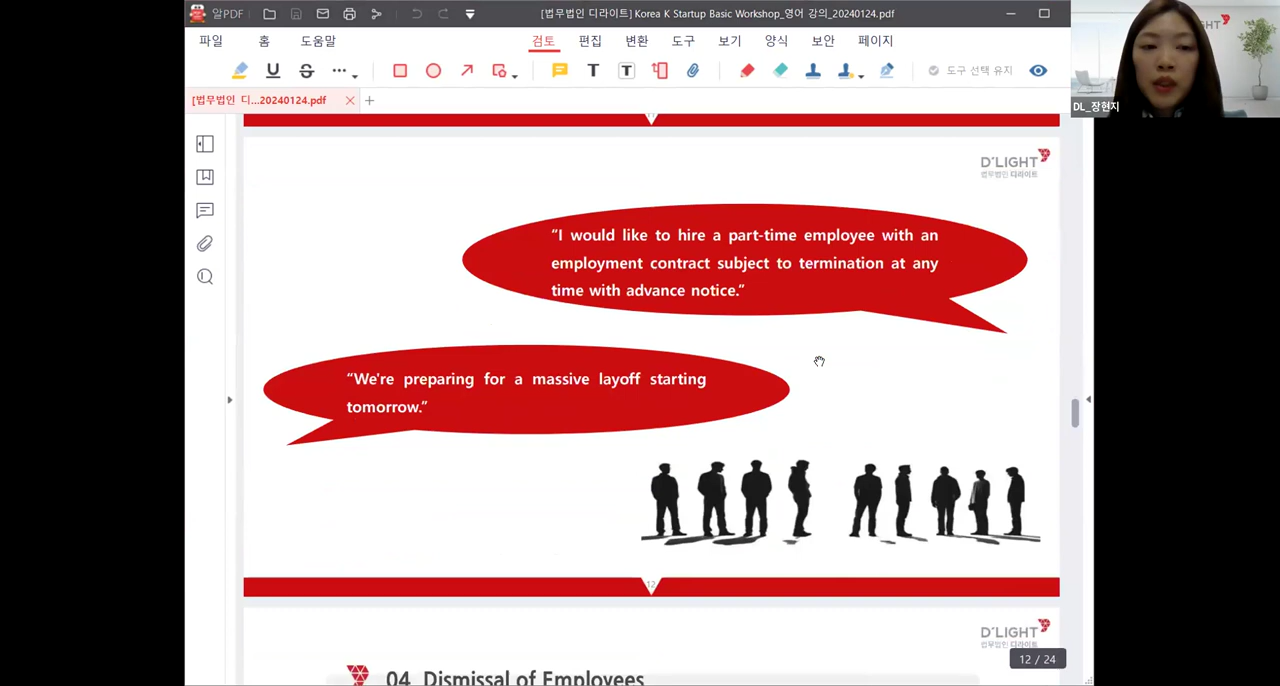 알PDF
[법무법인 디라이트] Korea K Startup Basic Workshop_영어 강의_20240124.pdf
파일 홈 도움말 검토 편집 변환 도구 보기 양식 보안 페이지
도구 선택 유지
[법무법인 디...20240124.pdf
DL_장현지
D'LIGHT
법무법인 디라이트
“I would like to hire a part-time employee with an
employment contract subject to termination at any
time with advance notice.”
“We're preparing for a massive layoff starting
tomorrow.”
12
D'LIGHT
법무법인 디라이트
12 / 24
04 Dismissal of Employees